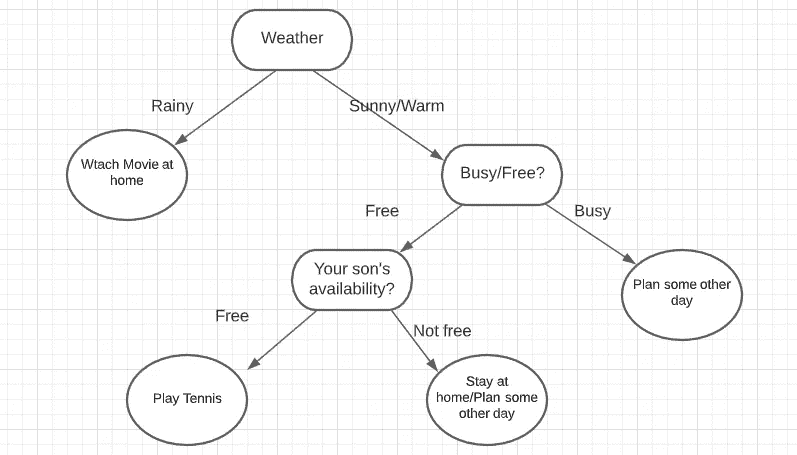 Weather
Rainy
Sunny/Warm
Wtach Movie at
home
Busy/Free?
Free
Busy
Your son's
availability?
Plan some other
day
Free
Not free
Play Tennis
Stay at
home/Plan some
other day